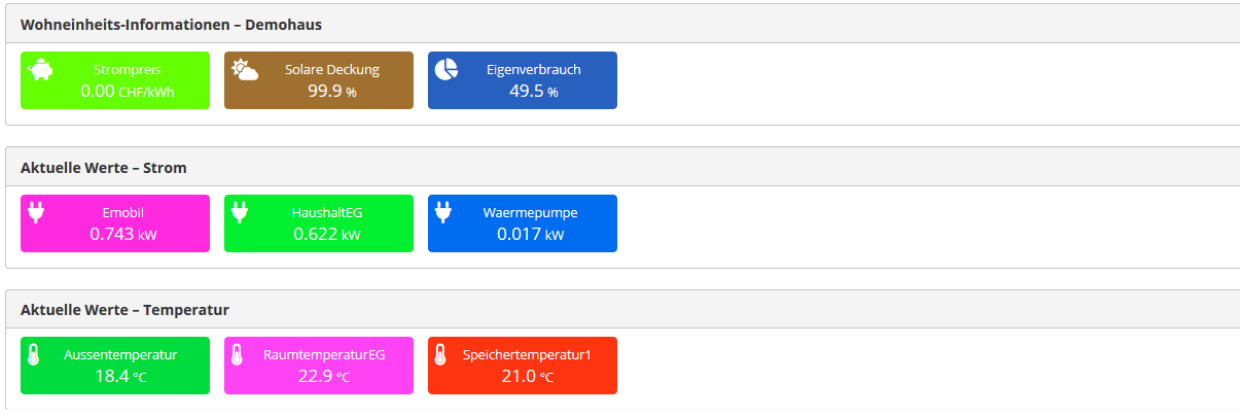 Wohneinheits-Informationen – Demohaus
Strompreis
0.00 CHF/kWh
Solare Deckung
99.9 %
Eigenverbrauch
49.5 %
Aktuelle Werte – Strom
Emobil
0.743 kW
HaushaltEG
0.622 kW
Waermepumpe
0.017 kW
Aktuelle Werte – Temperatur
Aussentemperatur
18.4 °C
RaumtemperaturEG
22.9 °C
Speichertemperatur1
21.0 °C